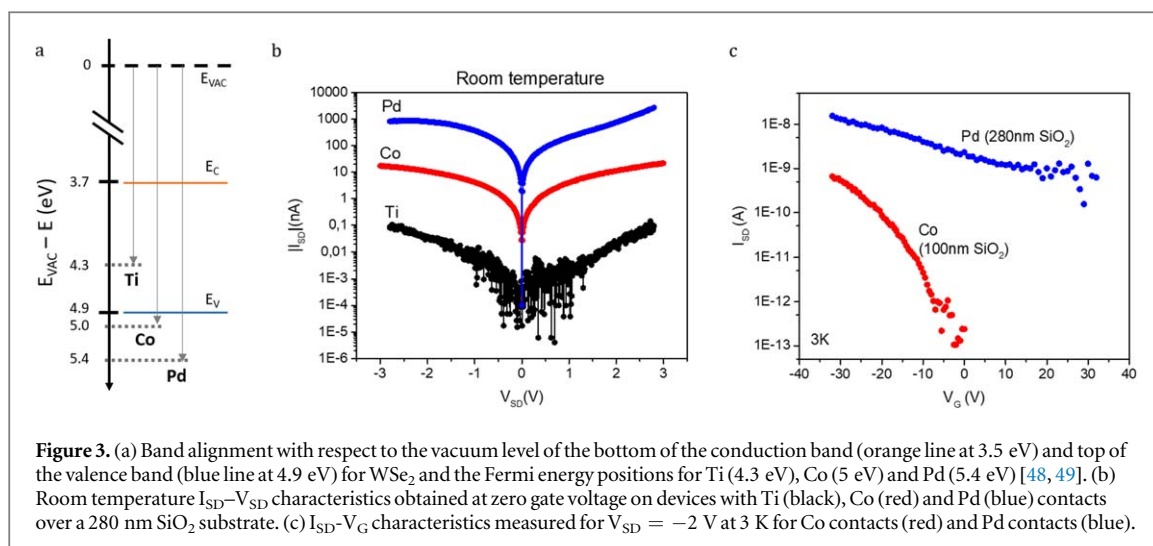 a
0
E_VAC
E_C
3.7
E_VAC – E (eV)
4.3
Ti
E_V
4.9
5.0
Co
5.4
Pd
b
Room temperature
10000
1000
100
10
1
0,1
0,01
1E-3
1E-4
1E-5
1E-6
|I_SD|(nA)
Pd
Co
Ti
-3
-2
-1
0
1
2
3
V_SD(V)
c
1E-8
1E-9
1E-10
1E-11
1E-12
1E-13
I_SD(A)
Pd (280nm SiO₂)
Co
(100nm SiO₂)
3K
-40
-30
-20
-10
0
10
20
30
40
V_G (V)
Figure 3. (a) Band alignment with respect to the vacuum level of the bottom of the conduction band (orange line at 3.5 eV) and top of
the valence band (blue line at 4.9 eV) for WSe₂ and the Fermi energy positions for Ti (4.3 eV), Co (5 eV) and Pd (5.4 eV) [48, 49]. (b)
Room temperature I_SD–V_SD characteristics obtained at zero gate voltage on devices with Ti (black), Co (red) and Pd (blue) contacts
over a 280 nm SiO₂ substrate. (c) I_SD-V_G characteristics measured for V_SD = −2 V at 3 K for Co contacts (red) and Pd contacts (blue).